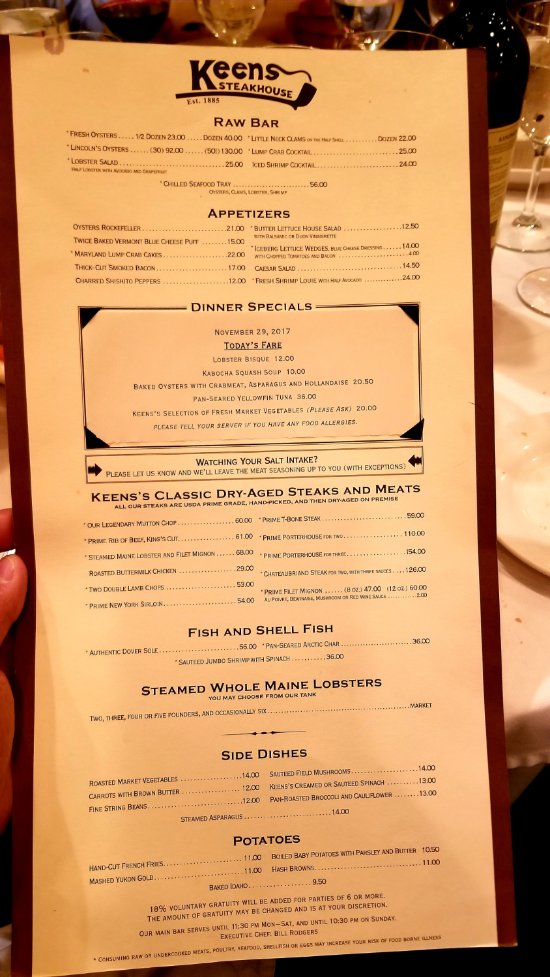 Keens
STEAKHOUSE
Est. 1885
RAW BAR
* FRESH OYSTERS ..... 1/2 DOZEN 23.00 ..... DOZEN 40.00
* LINCOLN'S OYSTERS ...... (30) 92.00 ...... (50) 130.00
* LOBSTER SALAD ..... 25.00
HALF LOBSTER WITH AVOCADO AND GRAPEFRUIT
* LITTLE NECK CLAMS ON THE HALF SHELL ..... DOZEN 22.00
* LUMP CRAB COCKTAIL ..... 25.00
ICED SHRIMP COCKTAIL ..... 24.00
* CHILLED SEAFOOD TRAY ..... 56.00
OYSTERS, CLAMS, LOBSTER, SHRIMP
APPETIZERS
OYSTERS ROCKEFELLER ..... 21.00
TWICE BAKED VERMONT BLUE CHEESE PUFF ..... 15.00
* MARYLAND LUMP CRAB CAKES ..... 22.00
THICK-CUT SMOKED BACON ..... 17.00
CHARRED SHISHITO PEPPERS ..... 12.00
* BUTTER LETTUCE HOUSE SALAD ..... 12.50
WITH BALSAMIC OR DIJON VINAIGRETTE
* ICEBERG LETTUCE WEDGES, BLUE CHEESE DRESSING ..... 14.00
WITH CHOPPED TOMATOES AND BACON ..... 4.00
CAESAR SALAD ..... 14.50
* FRESH SHRIMP LOUIE WITH HALF AVOCADO ..... 24.00
DINNER SPECIALS
NOVEMBER 29, 2017
TODAY'S FARE
LOBSTER BISQUE 12.00
KABOCHA SQUASH SOUP 10.00
BAKED OYSTERS WITH CRABMEAT, ASPARAGUS AND HOLLANDAISE 20.50
PAN-SEARED YELLOWFIN TUNA 36.00
KEENS'S SELECTION OF FRESH MARKET VEGETABLES (PLEASE ASK) 20.00
PLEASE TELL YOUR SERVER IF YOU HAVE ANY FOOD ALLERGIES.
WATCHING YOUR SALT INTAKE?
PLEASE LET US KNOW AND WE'LL LEAVE THE MEAT SEASONING UP TO YOU (WITH EXCEPTIONS)
KEENS'S CLASSIC DRY-AGED STEAKS AND MEATS
ALL OUR STEAKS ARE USDA PRIME GRADE, HAND-PICKED, AND THEN DRY-AGED ON PREMISE
* OUR LEGENDARY MUTTON CHOP ..... 60.00
* PRIME RIB OF BEEF, KING'S CUT ..... 61.00
* STEAMED MAINE LOBSTER AND FILET MIGNON ..... 68.00
ROASTED BUTTERMILK CHICKEN ..... 29.00
* TWO DOUBLE LAMB CHOPS ..... 53.00
* PRIME NEW YORK SIRLOIN ..... 54.00
* PRIME T-BONE STEAK ..... 59.00
* PRIME PORTERHOUSE FOR TWO ..... 110.00
* PRIME PORTERHOUSE FOR THREE ..... 154.00
* CHATEAUBRIAND STEAK FOR TWO, WITH THREE SAUCES ..... 126.00
* PRIME FILET MIGNON ..... (8 OZ.) 47.00 (12 OZ.) 60.00
AU POIVRE, BEARNAISE, MUSHROOM OR RED WINE SAUCE ..... 2.00
FISH AND SHELL FISH
* AUTHENTIC DOVER SOLE ..... 56.00
* PAN-SEARED ARCTIC CHAR ..... 36.00
* SAUTEED JUMBO SHRIMP WITH SPINACH ..... 36.00
STEAMED WHOLE MAINE LOBSTERS
YOU MAY CHOOSE FROM OUR TANK
TWO, THREE, FOUR OR FIVE POUNDERS, AND OCCASIONALLY SIX ..... MARKET
SIDE DISHES
ROASTED MARKET VEGETABLES ..... 14.00
CARROTS WITH BROWN BUTTER ..... 12.00
FINE STRING BEANS ..... 12.00
SAUTEED FIELD MUSHROOMS ..... 14.00
KEENS'S CREAMED OR SAUTEED SPINACH ..... 13.00
PAN-ROASTED BROCCOLI AND CAULIFLOWER ..... 13.00
STEAMED ASPARAGUS ..... 14.00
POTATOES
HAND-CUT FRENCH FRIES ..... 11.00
MASHED YUKON GOLD ..... 11.00
BOILED BABY POTATOES WITH PARSLEY AND BUTTER 10.50
HASH BROWNS ..... 11.00
BAKED IDAHO ..... 9.50
18% VOLUNTARY GRATUITY WILL BE ADDED FOR PARTIES OF 6 OR MORE.
THE AMOUNT OF GRATUITY MAY BE CHANGED AND IS AT YOUR DISCRETION.
OUR MAIN BAR SERVES UNTIL 11:30 PM MON–SAT, AND UNTIL 10:30 PM ON SUNDAY.
EXECUTIVE CHEF: BILL RODGERS
* CONSUMING RAW OR UNDERCOOKED MEATS, POULTRY, SEAFOOD, SHELLFISH OR EGGS MAY INCREASE YOUR RISK OF FOOD BORNE ILLNESS